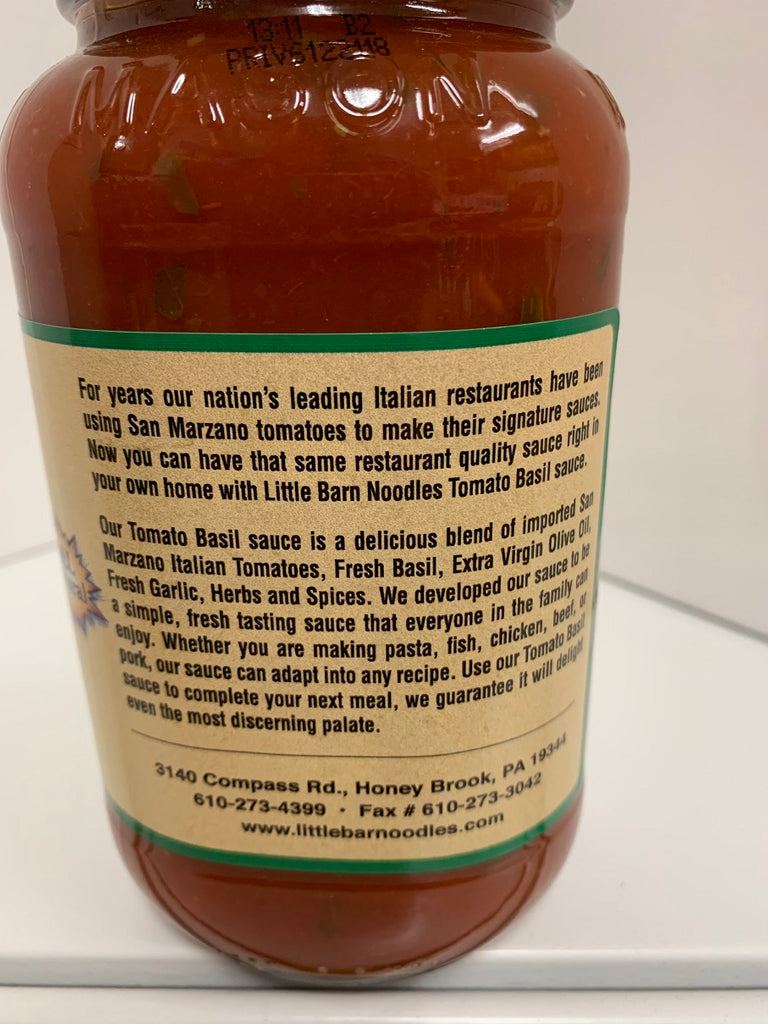 13:11 B2
MASON
For years our nation's leading Italian restaurants have been
using San Marzano tomatoes to make their signature sauces.
Now you can have that same restaurant quality sauce right in
your own home with Little Barn Noodles Tomato Basil sauce.
Our Tomato Basil sauce is a delicious blend of imported San
Marzano Italian Tomatoes, Fresh Basil, Extra Virgin Olive Oil,
Fresh Garlic, Herbs and Spices. We developed our sauce to be
a simple, fresh tasting sauce that everyone in the family can
enjoy. Whether you are making pasta, fish, chicken, beef, or
pork, our sauce can adapt into any recipe. Use our Tomato Basil
sauce to complete your next meal, we guarantee it will delight
even the most discerning palate.
3140 Compass Rd., Honey Brook, PA 19344
610-273-4399 · Fax # 610-273-3042
www.littlebarnoodles.com